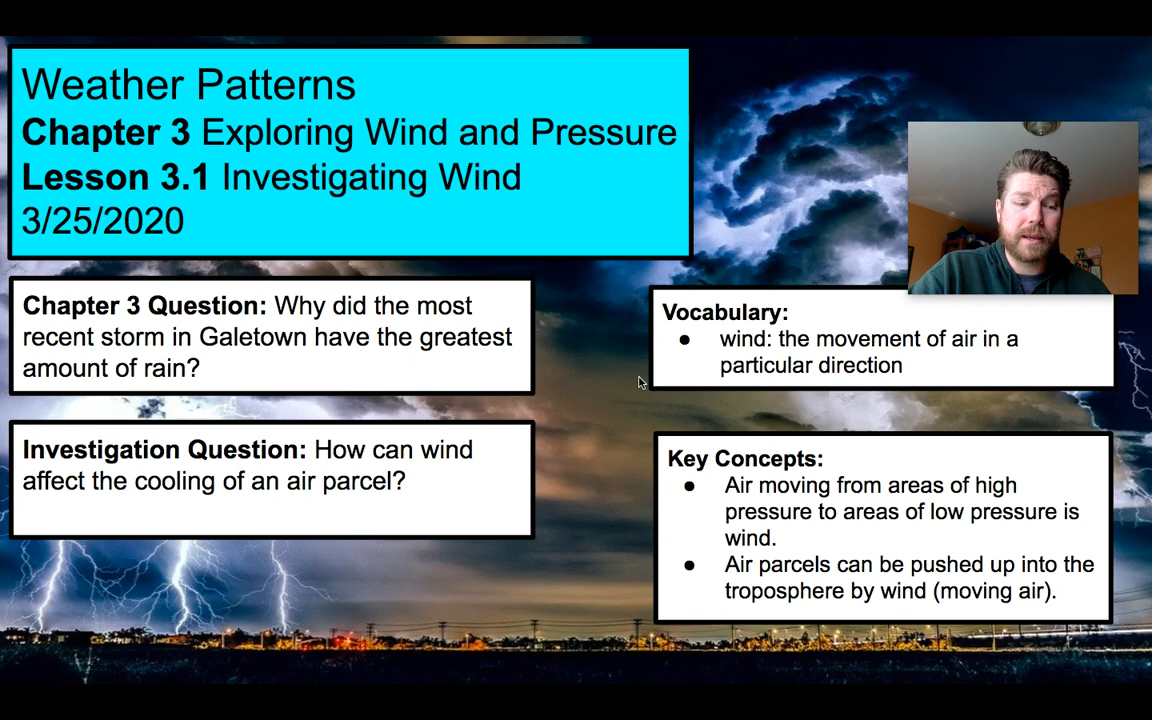 Weather Patterns
Chapter 3 Exploring Wind and Pressure
Lesson 3.1 Investigating Wind
3/25/2020
Chapter 3 Question: Why did the most
recent storm in Galetown have the greatest
amount of rain?
Investigation Question: How can wind
affect the cooling of an air parcel?
Vocabulary:
● wind: the movement of air in a
particular direction
Key Concepts:
● Air moving from areas of high
pressure to areas of low pressure is
wind.
● Air parcels can be pushed up into the
troposphere by wind (moving air).